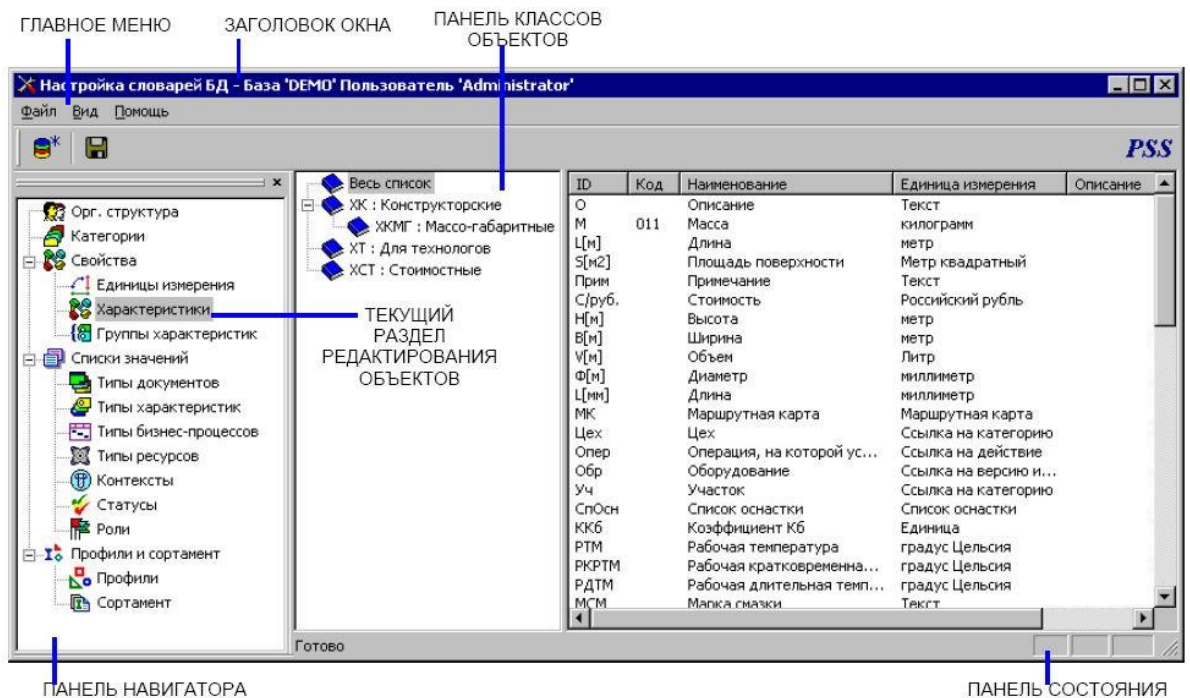 ГЛАВНОЕ МЕНЮ
ЗАГОЛОВОК ОКНА
ПАНЕЛЬ КЛАССОВ
ОБЪЕКТОВ
Настройка словарей БД - База 'DEMO' Пользователь 'Administrator'
Файл Вид Помощь
PSS
Орг. структура
Категории
Свойства
Единицы измерения
Характеристики
Группы характеристик
Списки значений
Типы документов
Типы характеристик
Типы бизнес-процессов
Типы ресурсов
Контексты
Статусы
Роли
Профили и сортамент
Профили
Сортамент
Весь список
ХК : Конструкторские
ХКМГ : Массо-габаритные
ХТ : Для технологов
ХСТ : Стоимостные
ТЕКУЩИЙ
РАЗДЕЛ
РЕДАКТИРОВАНИЯ
ОБЪЕКТОВ
ID Код Наименование Единица измерения Описание
О Описание Текст
М 011 Масса килограмм
L[м] Длина метр
S[м2] Площадь поверхности Метр квадратный
Прим Примечание Текст
С/руб. Стоимость Российский рубль
Н[м] Высота метр
В[м] Ширина метр
V[м] Объем Литр
Ф[м] Диаметр миллиметр
L[мм] Длина миллиметр
МК Маршрутная карта Маршрутная карта
Цех Цех Ссылка на категорию
Опер Операция, на которой ус... Ссылка на действие
Обр Оборудование Ссылка на версию и...
Уч Участок Ссылка на категорию
СпОсн Список оснастки Список оснастки
ККб Коэффициент Кб Единица
РТМ Рабочая температура градус Цельсия
РКРТМ Рабочая кратковременна... градус Цельсия
РДТМ Рабочая длительная темп... градус Цельсия
МСМ Марка смазки Текст
Готово
ПАНЕЛЬ НАВИГАТОРА
ПАНЕЛЬ СОСТОЯНИЯ